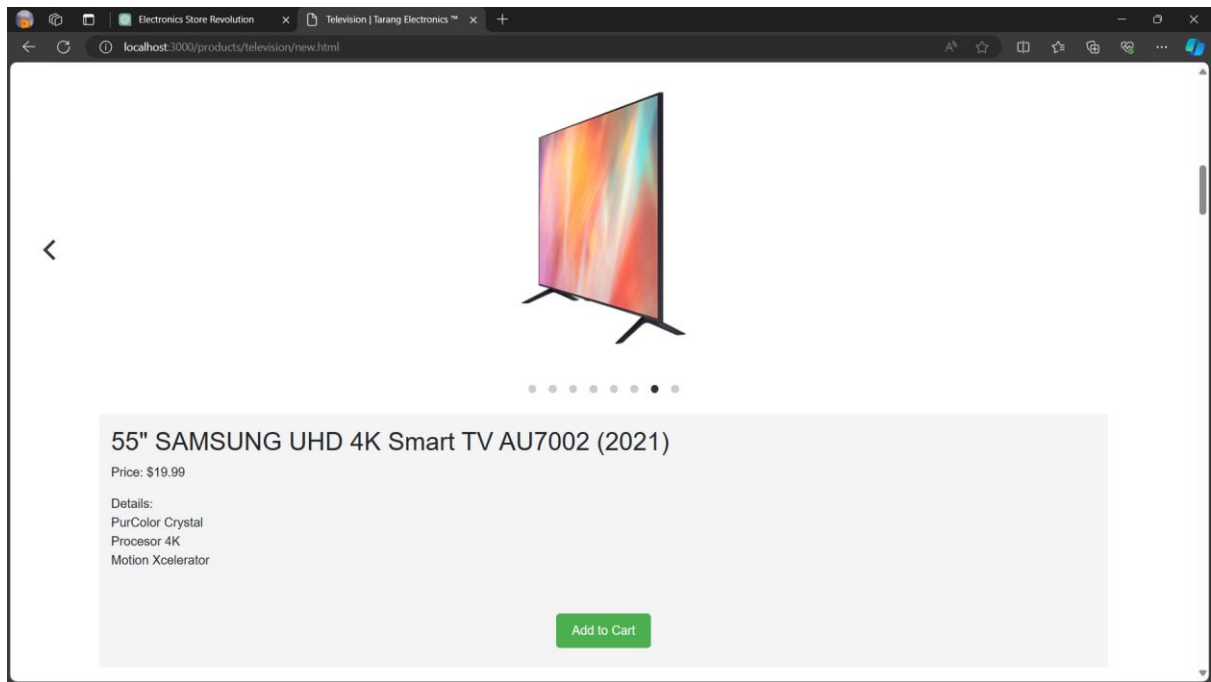 Electronics Store Revolution
Television | Tarang Electronics ™
localhost:3000/products/television/new.html
55" SAMSUNG UHD 4K Smart TV AU7002 (2021)
Price: $19.99
Details:
PurColor Crystal
Procesor 4K
Motion Xcelerator
Add to Cart